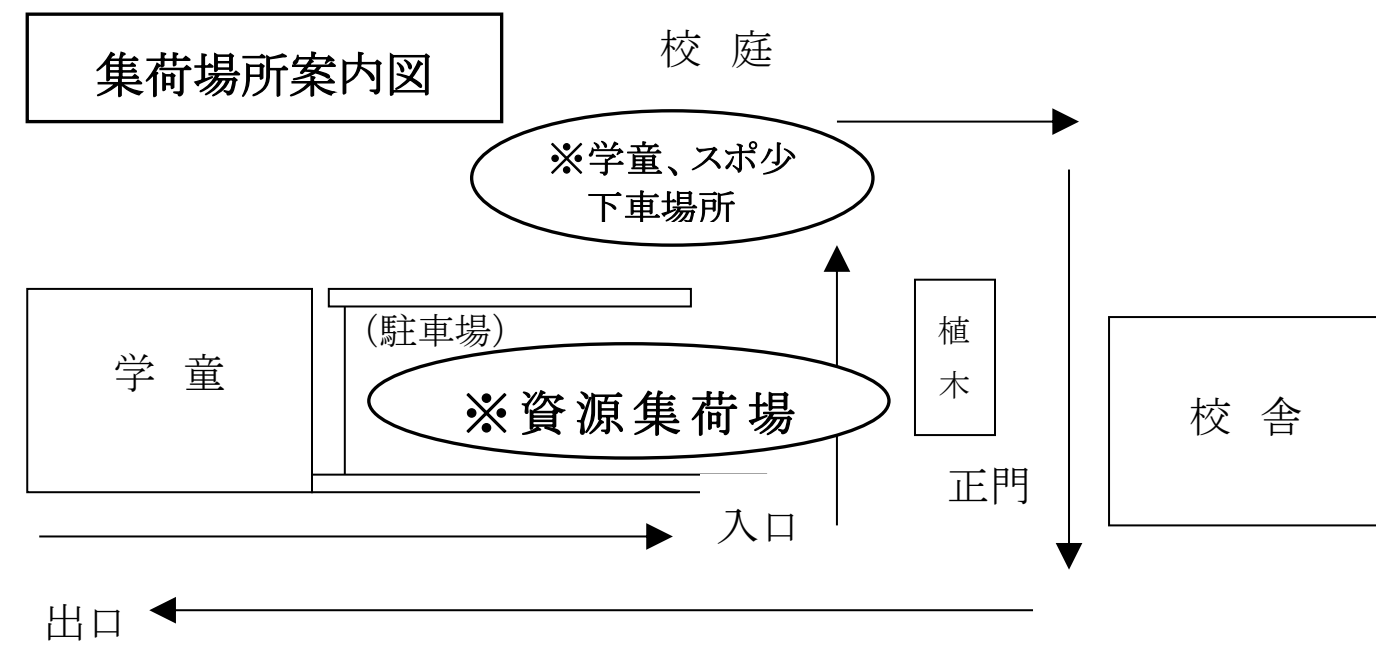 集荷場所案内図
校 庭
※学童、スポ少
下車場所
(駐車場)
学 童
※資源集荷場
植
木
校 舎
正門
入口
出口